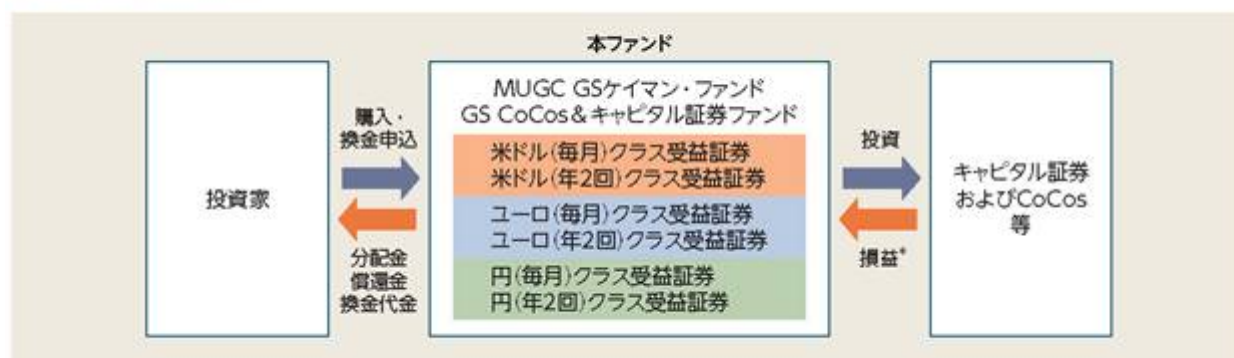 本ファンド
投資家
購入・
換金申込
分配金
償還金
換金代金
MUGC GSケイマン・ファンド
GS CoCos＆キャピタル証券ファンド
米ドル(毎月)クラス受益証券
米ドル(年2回)クラス受益証券
ユーロ(毎月)クラス受益証券
ユーロ(年2回)クラス受益証券
円(毎月)クラス受益証券
円(年2回)クラス受益証券
投資
損益*
キャピタル証券
およびCoCos
等